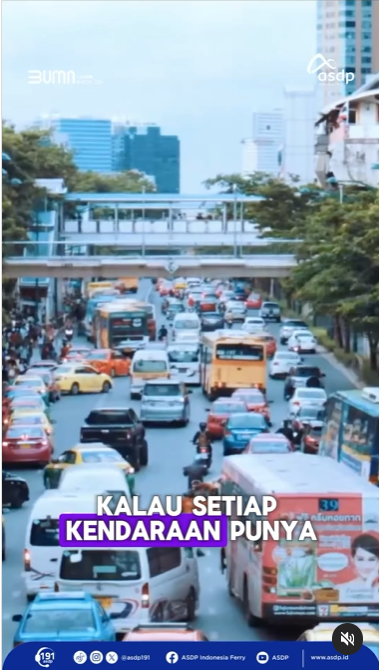 BUMN
asdp
KALAU SETIAP
KENDARAAN PUNYA
39
191
@asdp191
ASDP Indonesia Ferry
ASDP
www.asdp.id